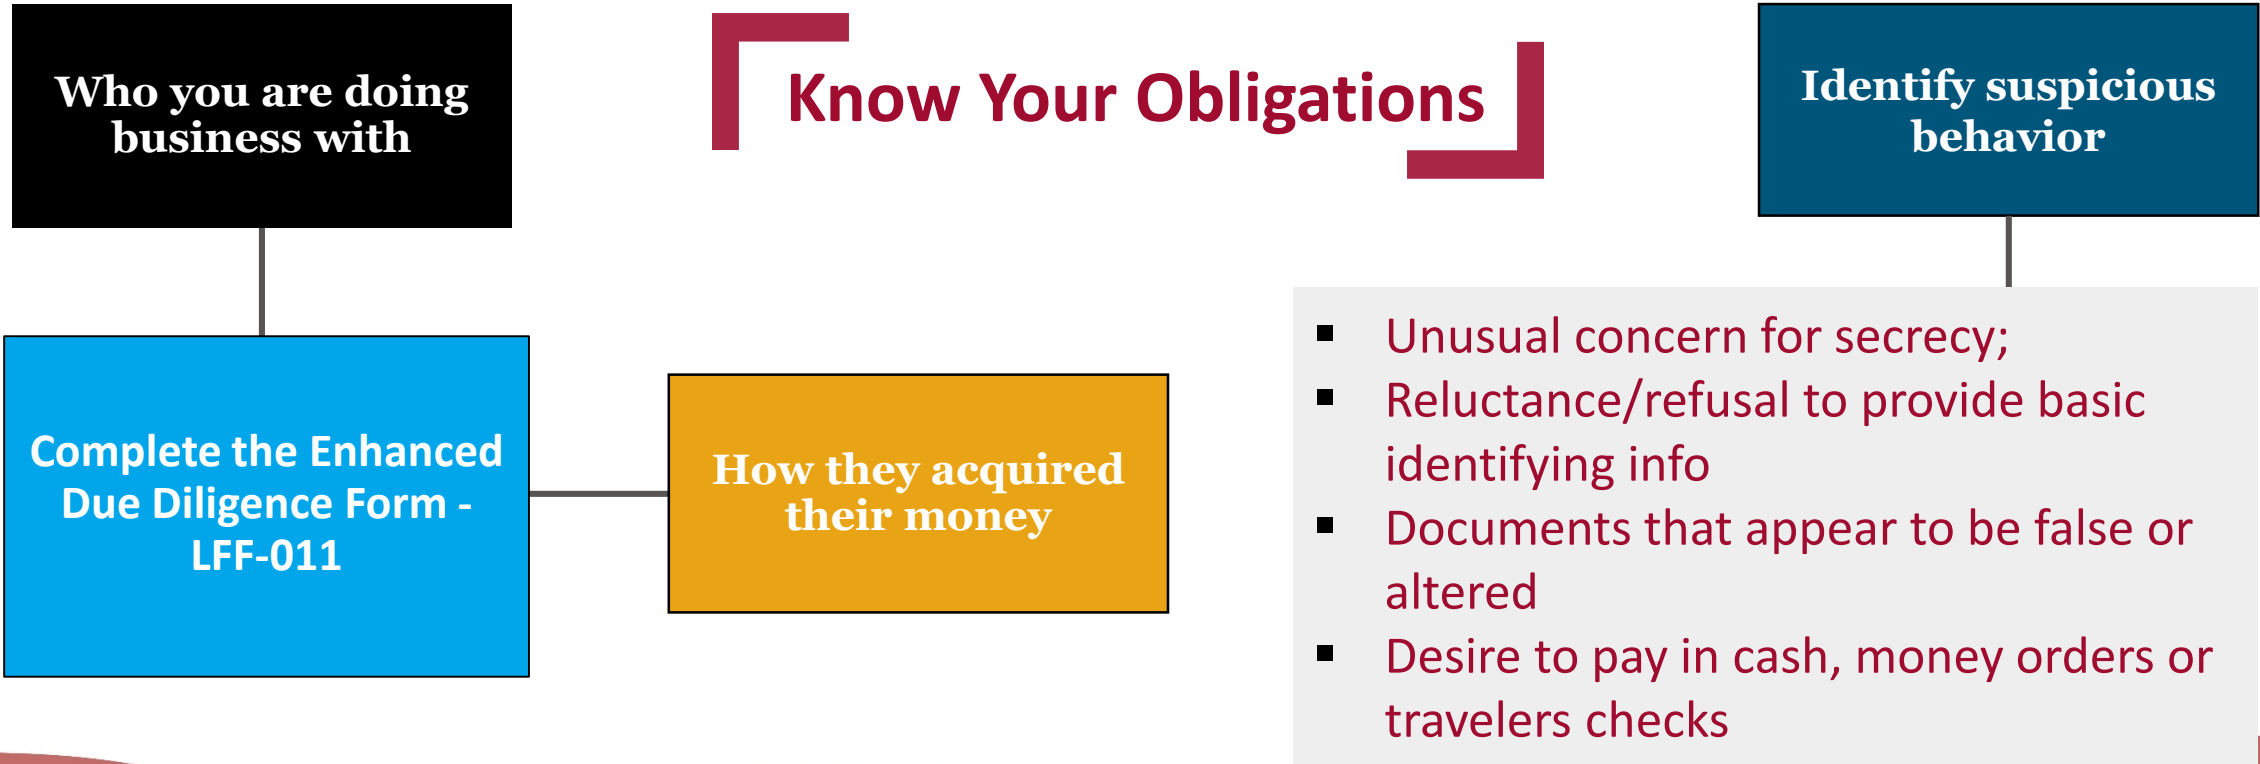 Who you are doing
business with
Know Your Obligations
Identify suspicious
behavior
Complete the Enhanced
Due Diligence Form -
LFF-011
How they acquired
their money
▪ Unusual concern for secrecy;
▪ Reluctance/refusal to provide basic
identifying info
▪ Documents that appear to be false or
altered
▪ Desire to pay in cash, money orders or
travelers checks